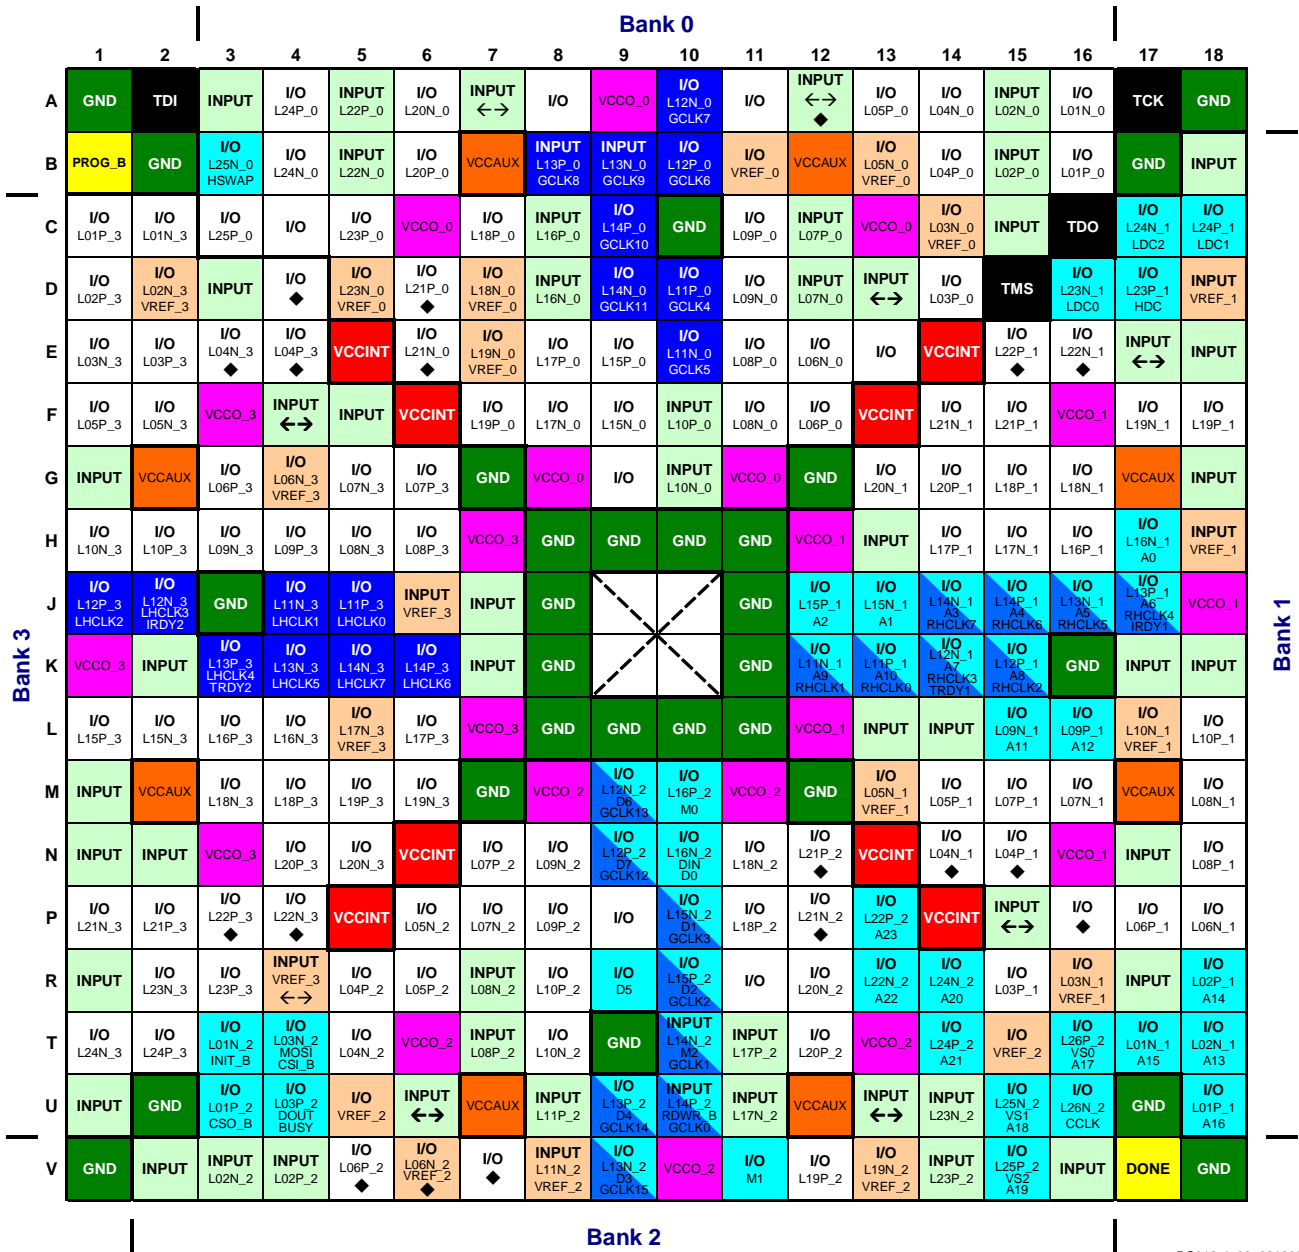 Bank 0
1 2 3 4 5 6 7 8 9 10 11 12 13 14 15 16 17 18
A GND TDI INPUT I/O L24P_0 INPUT L22P_0 I/O L20N_0 INPUT ←→ I/O VCCO_0 I/O L12N_0 GCLK7 I/O INPUT ←→ ◆ I/O L05P_0 I/O L04N_0 INPUT L02N_0 I/O L01N_0 TCK GND
B PROG_B GND I/O L25N_0 HSWAP I/O L24N_0 INPUT L22N_0 I/O L20P_0 VCCAUX INPUT L13P_0 GCLK8 INPUT L13N_0 GCLK9 I/O L12P_0 GCLK6 I/O VREF_0 VCCAUX I/O L05N_0 VREF_0 I/O L04P_0 INPUT L02P_0 I/O L01P_0 GND INPUT
C I/O L01P_3 I/O L01N_3 I/O L25P_0 I/O I/O L23P_0 VCCO_0 I/O L18P_0 INPUT L16P_0 I/O L14P_0 GCLK10 GND I/O L09P_0 INPUT L07P_0 VCCO_0 I/O L03N_0 VREF_0 INPUT TDO I/O L24N_1 LDC2 I/O L24P_1 LDC1
D I/O L02P_3 I/O L02N_3 VREF_3 INPUT I/O ◆ I/O L23N_0 VREF_0 I/O L21P_0 ◆ I/O L18N_0 VREF_0 INPUT L16N_0 I/O L14N_0 GCLK11 I/O L11P_0 GCLK4 I/O L09N_0 INPUT L07N_0 INPUT ←→ I/O L03P_0 TMS I/O L23N_1 LDC0 I/O L23P_1 HDC INPUT VREF_1
E I/O L03N_3 I/O L03P_3 I/O L04N_3 ◆ I/O L04P_3 ◆ VCCINT I/O L21N_0 ◆ I/O L19N_0 VREF_0 I/O L17P_0 I/O L15P_0 I/O L11N_0 GCLK5 I/O L08P_0 I/O L06N_0 I/O VCCINT I/O L22P_1 ◆ I/O L22N_1 ◆ INPUT ←→ INPUT
F I/O L05P_3 I/O L05N_3 VCCO_3 INPUT ←→ INPUT VCCINT I/O L19P_0 I/O L17N_0 I/O L15N_0 INPUT L10P_0 I/O L08N_0 I/O L06P_0 VCCINT I/O L21N_1 I/O L21P_1 VCCO_1 I/O L19N_1 I/O L19P_1
G INPUT VCCAUX I/O L06P_3 I/O L06N_3 VREF_3 I/O L07N_3 I/O L07P_3 GND VCCO_0 I/O INPUT L10N_0 VCCO_0 GND I/O L20N_1 I/O L20P_1 I/O L18P_1 I/O L18N_1 VCCAUX INPUT
H I/O L10N_3 I/O L10P_3 I/O L09N_3 I/O L09P_3 I/O L08N_3 I/O L08P_3 VCCO_3 GND GND GND GND VCCO_1 INPUT I/O L17P_1 I/O L17N_1 I/O L16P_1 I/O L16N_1 A0 INPUT VREF_1
J I/O L12P_3 LHCLK2 I/O L12N_3 LHCLK3 IRDY2 GND I/O L11N_3 LHCLK1 I/O L11P_3 LHCLK0 INPUT VREF_3 INPUT GND GND I/O L15P_1 A2 I/O L15N_1 A1 I/O L14N_1 A3 RHCLK7 I/O L14P_1 A4 RHCLK6 I/O L13N_1 A5 RHCLK5 I/O L13P_1 A6 RHCLK4 IRDY1 VCCO_1
K VCCO_3 INPUT I/O L13P_3 LHCLK4 TRDY2 I/O L13N_3 LHCLK5 I/O L14N_3 LHCLK7 I/O L14P_3 LHCLK6 INPUT GND GND I/O L11N_1 A9 RHCLK1 I/O L11P_1 A10 RHCLK0 I/O L12N_1 A7 RHCLK3 TRDY1 I/O L12P_1 A8 RHCLK2 GND INPUT INPUT
Bank 3
Bank 1
L I/O L15P_3 I/O L15N_3 I/O L16P_3 I/O L16N_3 I/O L17N_3 VREF_3 I/O L17P_3 VCCO_3 GND GND GND GND VCCO_1 INPUT INPUT I/O L09N_1 A11 I/O L09P_1 A12 I/O L10N_1 VREF_1 I/O L10P_1
M INPUT VCCAUX I/O L18N_3 I/O L18P_3 I/O L19P_3 I/O L19N_3 GND VCCO_2 I/O L12N_2 D6 GCLK13 I/O L16P_2 M0 VCCO_2 GND I/O L05N_1 VREF_1 I/O L05P_1 I/O L07P_1 I/O L07N_1 VCCAUX I/O L08N_1
N INPUT INPUT VCCO_3 I/O L20P_3 I/O L20N_3 VCCINT I/O L07P_2 I/O L09N_2 I/O L12P_2 D7 GCLK12 I/O L16N_2 DIN D0 I/O L18N_2 I/O L21P_2 ◆ VCCINT I/O L04N_1 ◆ I/O L04P_1 ◆ VCCO_1 INPUT I/O L08P_1
P I/O L21N_3 I/O L21P_3 I/O L22P_3 ◆ I/O L22N_3 ◆ VCCINT I/O L05N_2 I/O L07N_2 I/O L09P_2 I/O I/O L15N_2 D1 GCLK3 I/O L18P_2 I/O L21N_2 ◆ I/O L22P_2 A23 VCCINT INPUT ←→ I/O ◆ I/O L06P_1 I/O L06N_1
R INPUT I/O L23N_3 I/O L23P_3 INPUT VREF_3 ←→ I/O L04P_2 I/O L05P_2 INPUT L08N_2 I/O L10P_2 I/O D5 I/O L15P_2 D2 GCLK2 I/O I/O L20N_2 I/O L22N_2 A22 I/O L24N_2 A20 I/O L03P_1 I/O L03N_1 VREF_1 INPUT I/O L02P_1 A14
T I/O L24N_3 I/O L24P_3 I/O L01N_2 INIT_B I/O L03N_2 MOSI CSI_B I/O L04N_2 VCCO_2 INPUT L08P_2 I/O L10N_2 GND INPUT L14N_2 M2 GCLK1 INPUT L17P_2 I/O L20P_2 VCCO_2 I/O L24P_2 A21 I/O VREF_2 I/O L26P_2 VS0 A17 I/O L01N_1 A15 I/O L02N_1 A13
U INPUT GND I/O L01P_2 CSO_B I/O L03P_2 DOUT BUSY I/O VREF_2 INPUT ←→ VCCAUX INPUT L11P_2 I/O L13P_2 D4 GCLK14 INPUT L14P_2 RDWR_B GCLK0 INPUT L17N_2 VCCAUX INPUT ←→ INPUT L23N_2 I/O L25N_2 VS1 A18 I/O L26N_2 CCLK GND I/O L01P_1 A16
V GND INPUT INPUT L02N_2 INPUT L02P_2 I/O L06P_2 ◆ I/O L06N_2 VREF_2 ◆ I/O ◆ INPUT L11N_2 VREF_2 I/O L13N_2 D3 GCLK15 VCCO_2 I/O M1 I/O L19P_2 I/O L19N_2 VREF_2 INPUT L23P_2 I/O L25P_2 VS2 A19 INPUT DONE GND
Bank 2